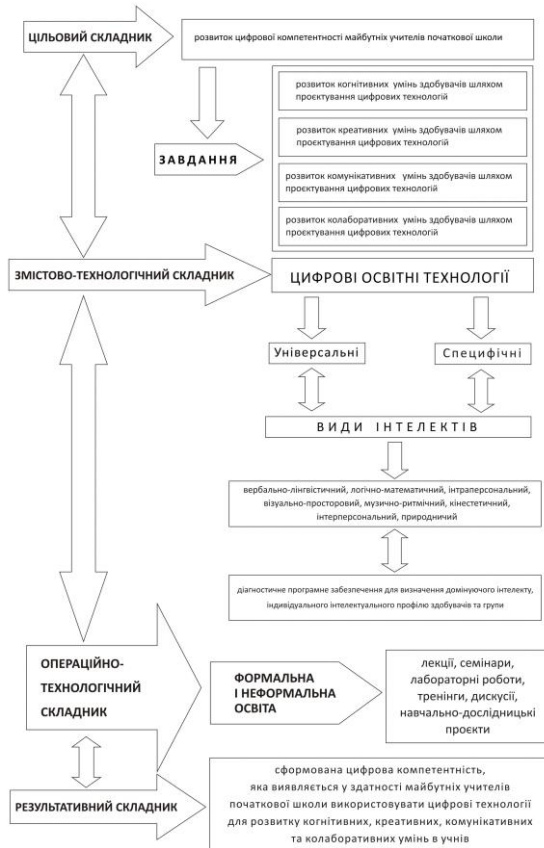 ЦІЛЬОВИЙ СКЛАДНИК
розвиток цифрової компетентності майбутніх учителів початкової школи
ЗАВДАННЯ
розвиток когнітивних умінь здобувачів шляхом
проєктування цифрових технологій
розвиток креативних умінь здобувачів шляхом
проєктування цифрових технологій
розвиток комунікативних умінь здобувачів шляхом
проєктування цифрових технологій
розвиток колаборативних умінь здобувачів шляхом
проєктування цифрових технологій
ЗМІСТОВО-ТЕХНОЛОГІЧНИЙ СКЛАДНИК
ЦИФРОВІ ОСВІТНІ ТЕХНОЛОГІЇ
Універсальні
Специфічні
ВИДИ ІНТЕЛЕКТІВ
вербально-лінгвістичний, логічно-математичний, інтраперсональний,
візуально-просторовий, музично-ритмічний, кінестетичний,
інтерперсональний, природничий
діагностичне програмне забезпечення для визначення домінуючого інтелекту,
індивідуального інтелектуального профілю здобувачів та групи
ОПЕРАЦІЙНО-
ТЕХНОЛОГІЧНИЙ
СКЛАДНИК
ФОРМАЛЬНА
І НЕФОРМАЛЬНА
ОСВІТА
лекції, семінари,
лабораторні роботи,
тренінги, дискусії,
навчально-дослідницькі
проєкти
РЕЗУЛЬТАТИВНИЙ СКЛАДНИК
сформована цифрова компетентність,
яка виявляється у здатності майбутніх учителів
початкової школи використовувати цифрові технології
для розвитку когнітивних, креативних, комунікативних
та колаборативних умінь в учнів